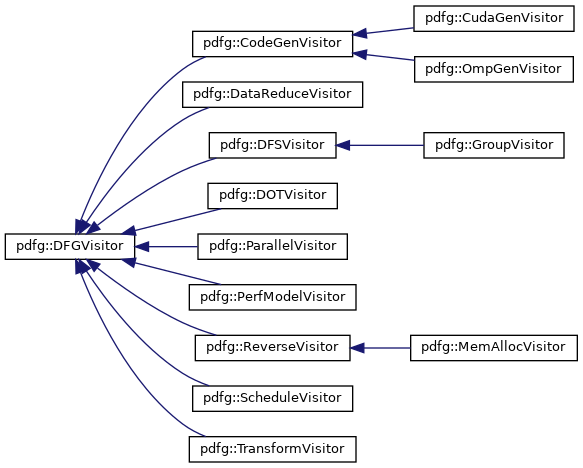 pdfg::CudaGenVisitor
pdfg::CodeGenVisitor
pdfg::OmpGenVisitor
pdfg::DataReduceVisitor
pdfg::DFSVisitor
pdfg::GroupVisitor
pdfg::DOTVisitor
pdfg::DFGVisitor
pdfg::ParallelVisitor
pdfg::PerfModelVisitor
pdfg::ReverseVisitor
pdfg::MemAllocVisitor
pdfg::ScheduleVisitor
pdfg::TransformVisitor